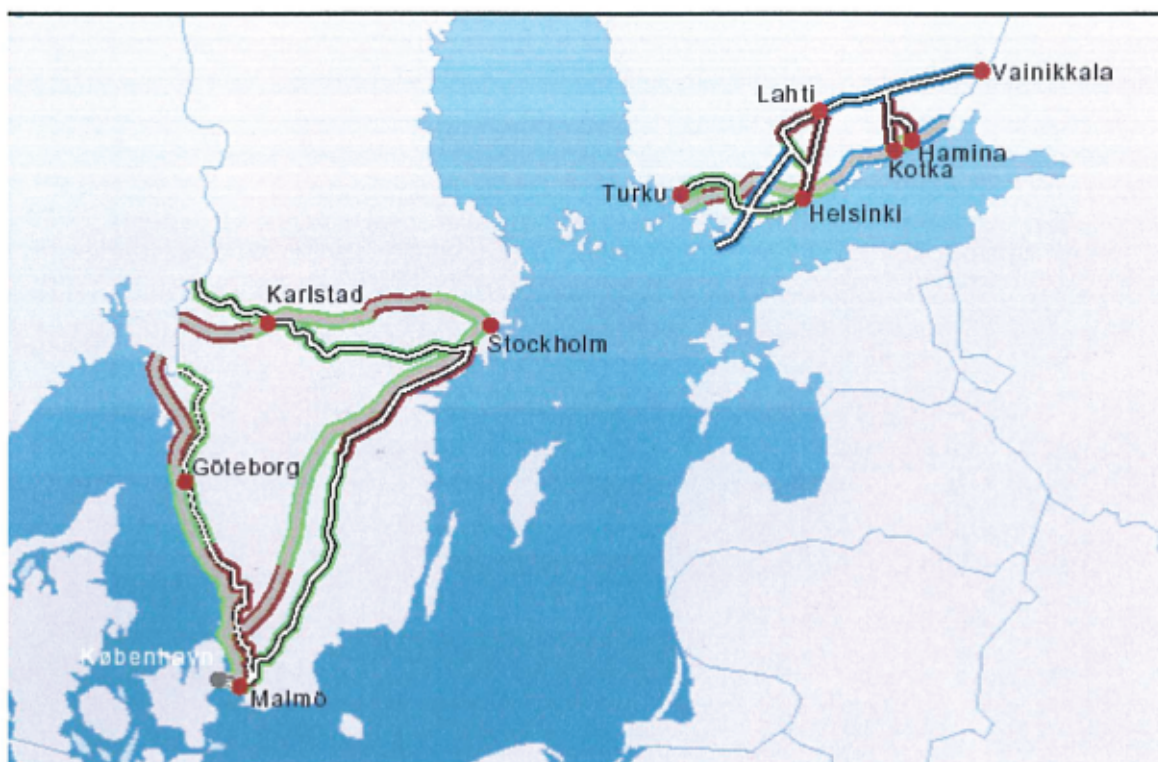 Vainikkala
Lahti
Hamina
Kotka
Turku
Helsinki
Karlstad
Stockholm
Göteborg
København
Malmö